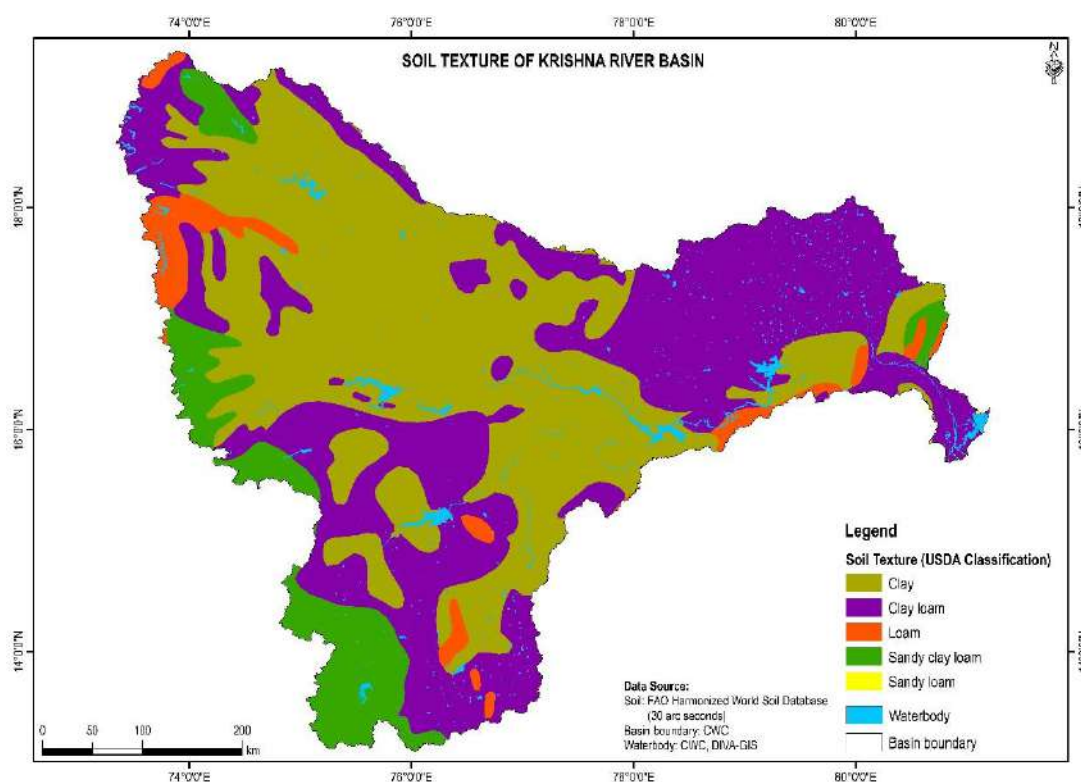 74°0'0"E 76°0'0"E 78°0'0"E 80°0'0"E
SOIL TEXTURE OF KRISHNA RIVER BASIN
N
18°0'0"N
16°0'0"N
14°0'0"N
Legend
Soil Texture (USDA Classification)
Clay
Clay loam
Loam
Sandy clay loam
Sandy loam
Waterbody
Basin boundary
Data Source:
Soil: FAO Harmonized World Soil Database
(30 arc seconds)
Basin boundary: CWC
Waterbody: CWC, DIVA-GIS
0 50 100 200
km
74°0'0"E 76°0'0"E 78°0'0"E 80°0'0"E